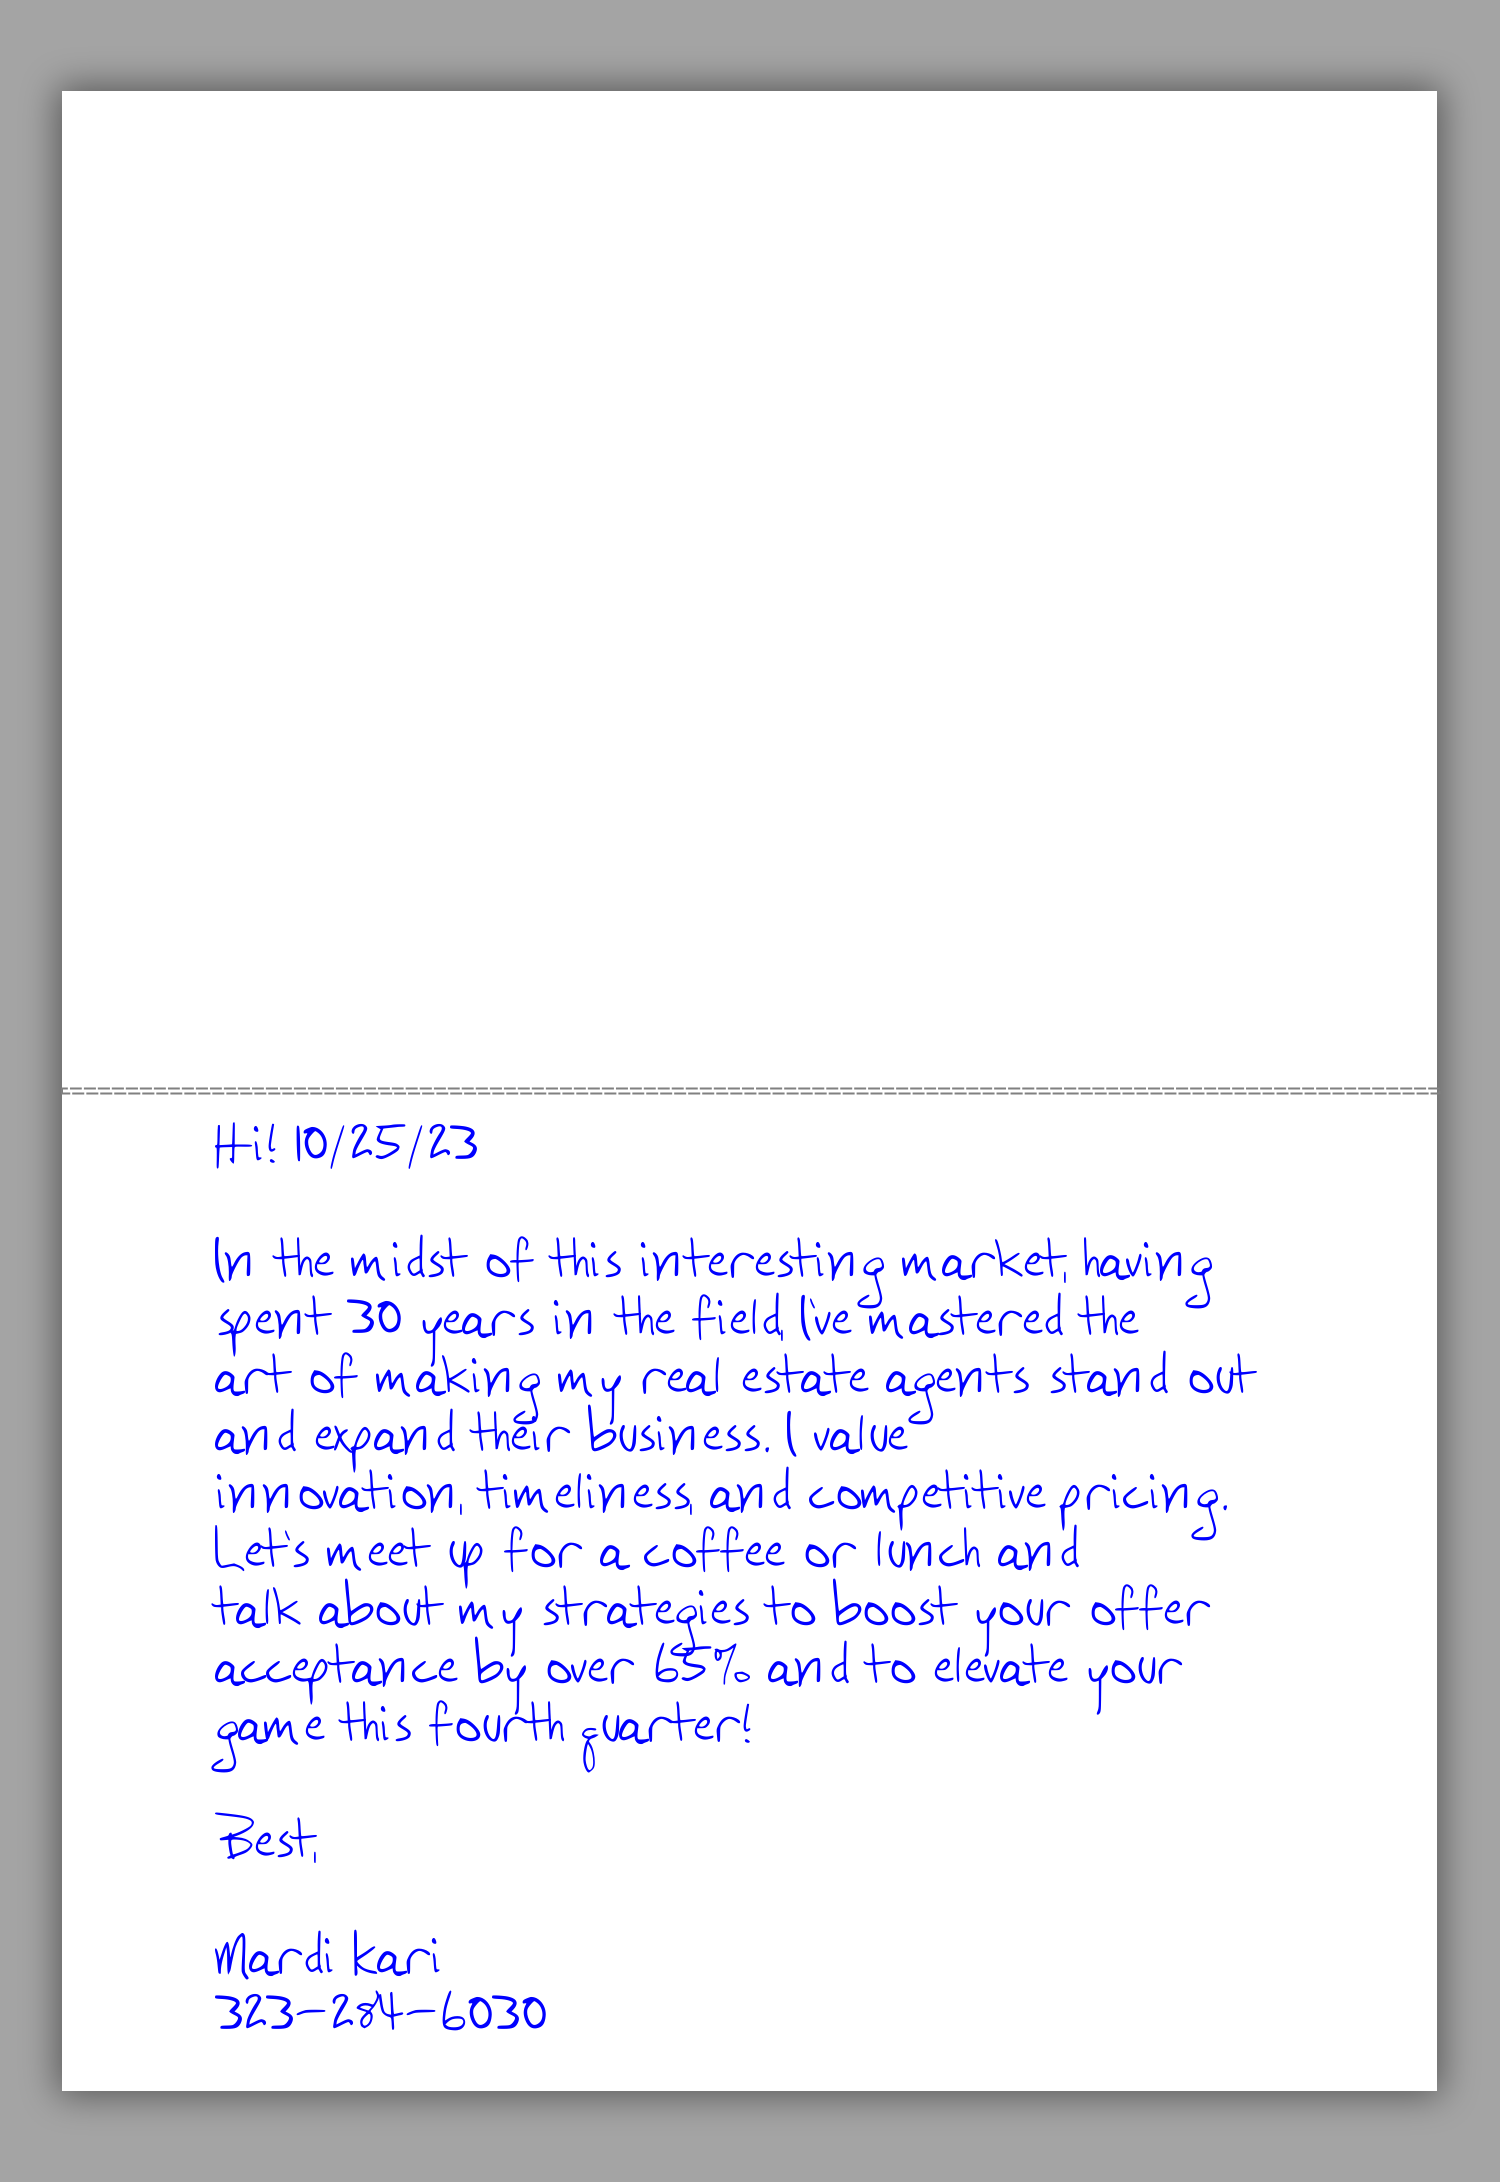 Hi! 10/25/23
In the midst of this interesting market, having
spent 30 years in the field, I've mastered the
art of making my real estate agents stand out
and expand their business. I value
innovation, timeliness, and competitive pricing.
Let's meet up for a coffee or lunch and
talk about my strategies to boost your offer
acceptance by over 65% and to elevate your
game this fourth quarter!
Best,
Mardi Kari
323-284-6030